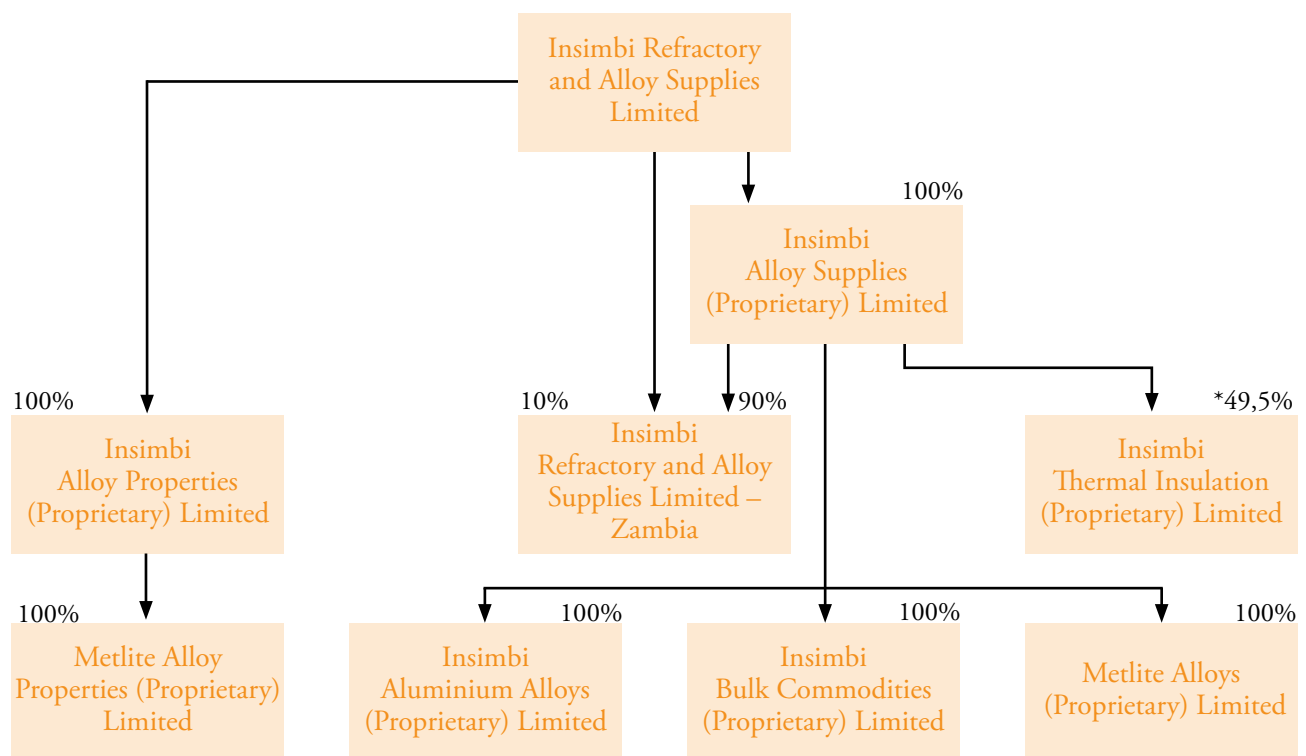 Insimbi Refractory
and Alloy Supplies
Limited
100%
Insimbi
Alloy Supplies
(Proprietary) Limited
100%
Insimbi
Alloy Properties
(Proprietary) Limited
10%
90%
Insimbi
Refractory and Alloy
Supplies Limited –
Zambia
*49,5%
Insimbi
Thermal Insulation
(Proprietary) Limited
100%
Metlite Alloy
Properties (Proprietary)
Limited
100%
Insimbi
Aluminium Alloys
(Proprietary) Limited
100%
Insimbi
Bulk Commodities
(Proprietary) Limited
100%
Metlite Alloys
(Proprietary) Limited